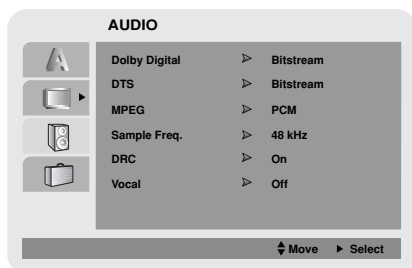 AUDIO
A
Dolby Digital Bitstream
DTS Bitstream
MPEG PCM
Sample Freq. 48 kHz
DRC On
Vocal Off
Move Select